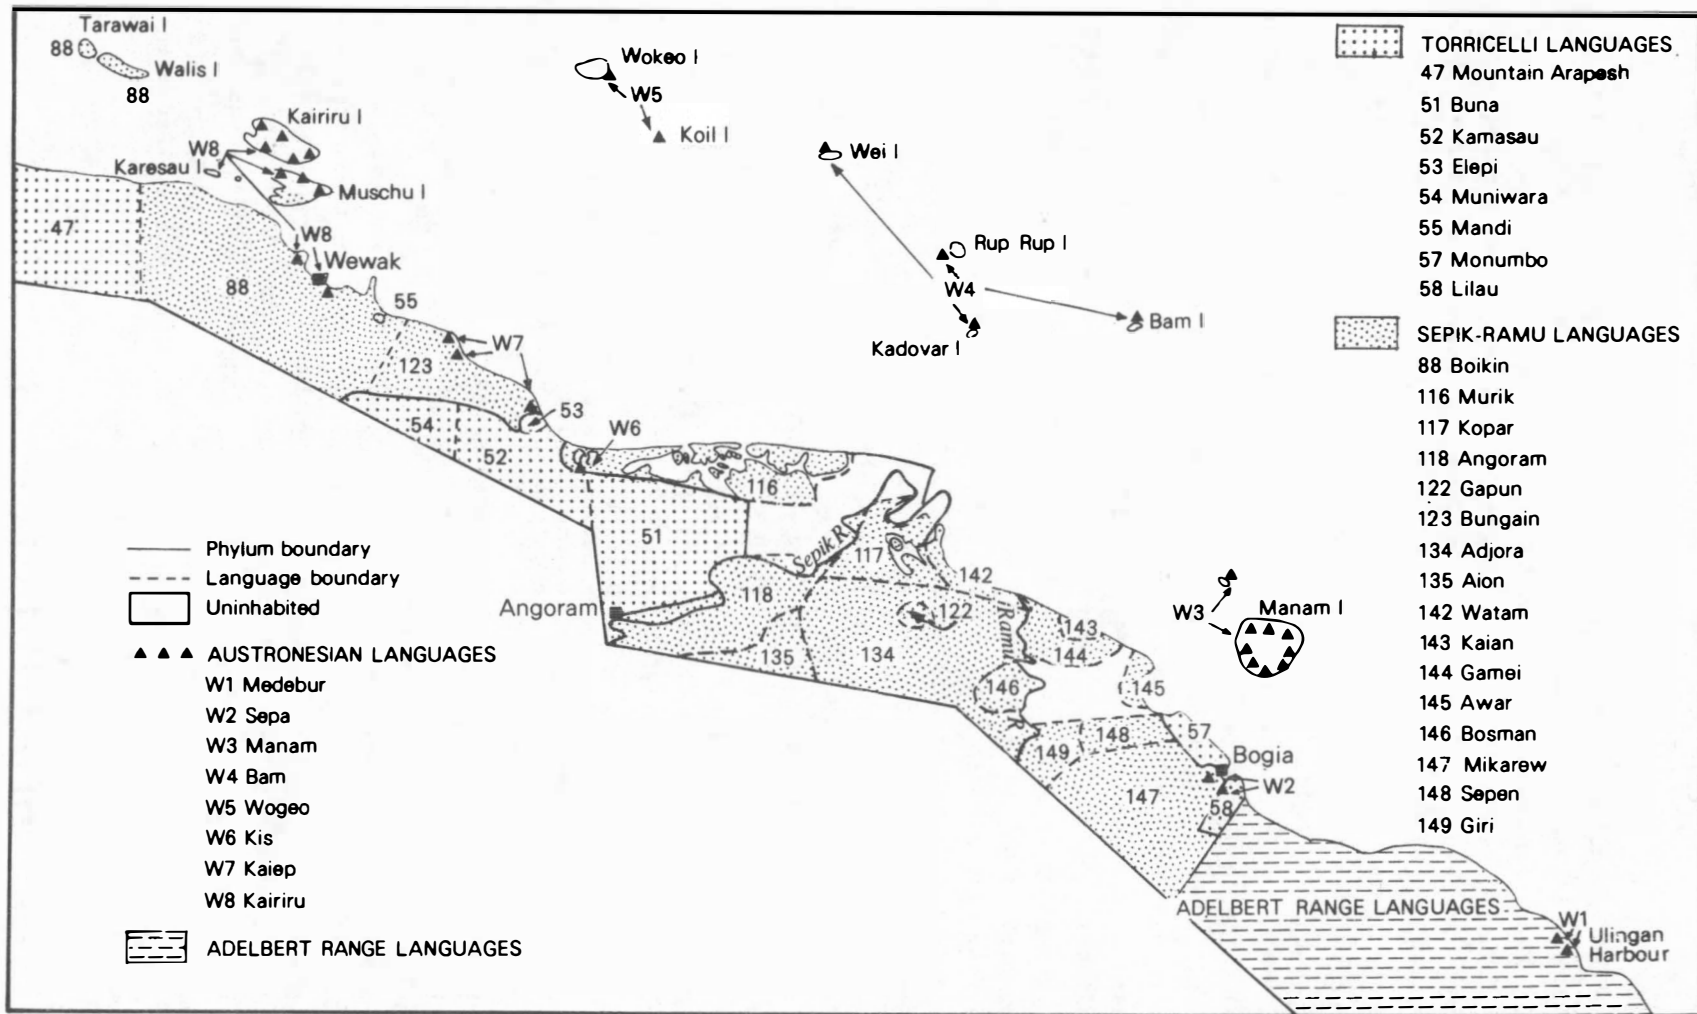 Tarawai I
88
Walis I
88
Kairiru I
W8
Karesau I
Muschu I
W8
Wewak
47
88
55
Wokeo I
W5
Koil I
Wei I
Rup Rup I
W4
Kadovar I
Bam I
W7
123
53
54
52
W6
116
51
Sepik R
117
142
118
Angoram
122
Ramu
R
135
134
143
144
146
145
W3
Manam I
148
149
57
Bogia
147
W2
58
ADELBERT RANGE LANGUAGES
W1
Ulingan
Harbour
Phylum boundary
Language boundary
Uninhabited
AUSTRONESIAN LANGUAGES
W1 Medebur
W2 Sepa
W3 Manam
W4 Bam
W5 Wogeo
W6 Kis
W7 Kaiep
W8 Kairiru
ADELBERT RANGE LANGUAGES
TORRICELLI LANGUAGES
47 Mountain Arapesh
51 Buna
52 Kamasau
53 Elepi
54 Muniwara
55 Mandi
57 Monumbo
58 Lilau
SEPIK-RAMU LANGUAGES
88 Boikin
116 Murik
117 Kopar
118 Angoram
122 Gapun
123 Bungain
134 Adjora
135 Aion
142 Watam
143 Kaian
144 Gamei
145 Awar
146 Bosman
147 Mikarew
148 Sepen
149 Giri